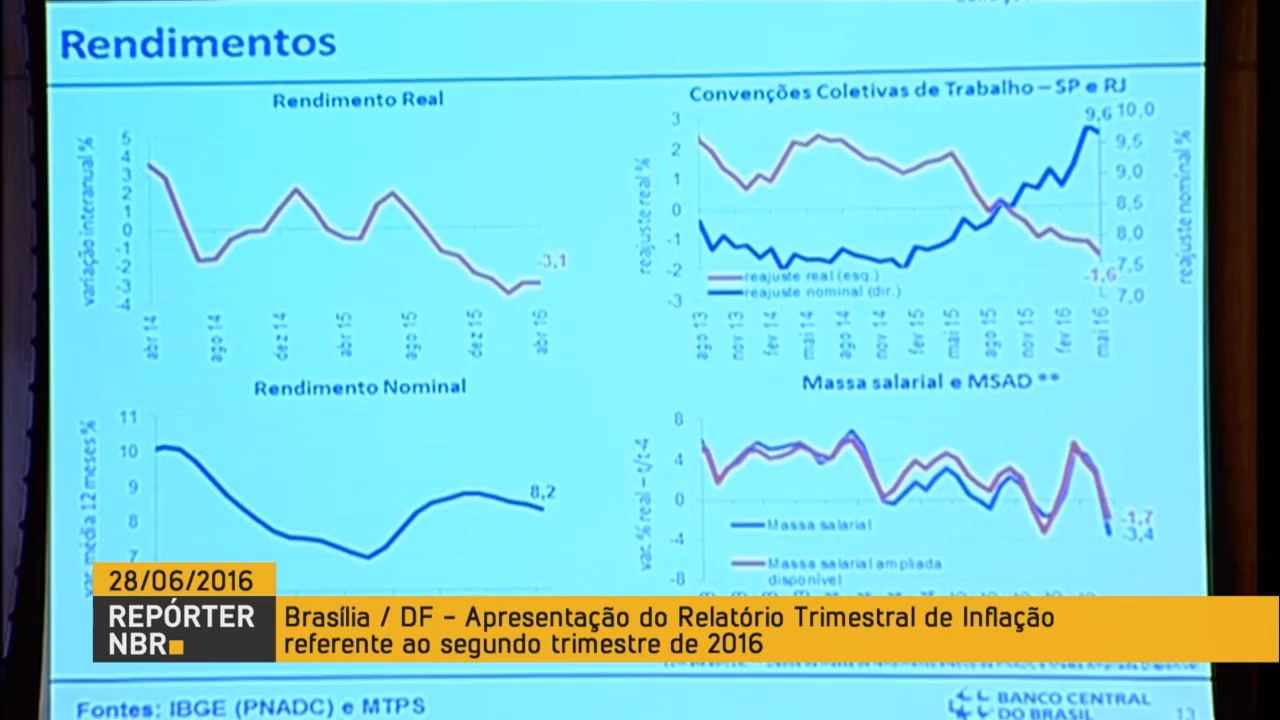 Rendimentos
Rendimento Real
variação interanual %
5
4
3
2
1
0
-1
-2
-3
-4
-3,1
abr 14
ago 14
dez 14
abr 15
ago 15
dez 15
abr 16
Convenções Coletivas de Trabalho – SP e RJ
reajuste real %
3
2
1
0
-1
-2
-3
9,6
10,0
9,5
9,0
8,5
8,0
7,5
7,0
reajuste nominal %
-1,6
reajuste real (esq.)
reajuste nominal (dir.)
ago 13
nov 13
fev 14
mai 14
ago 14
nov 14
fev 15
mai 15
ago 15
nov 15
fev 16
mai 16
Rendimento Nominal
var. média 12 meses %
11
10
9
8
7
8,2
Massa salarial e MSAD **
var. % real – t/t-4
8
4
0
-4
-8
-1,7
-3,4
Massa salarial
Massa salarial ampliada
disponível
28/06/2016
REPÓRTER
NBR
Brasília / DF - Apresentação do Relatório Trimestral de Inflação
referente ao segundo trimestre de 2016
Fontes: IBGE (PNADC) e MTPS
BANCO CENTRAL
DO BRASIL
13